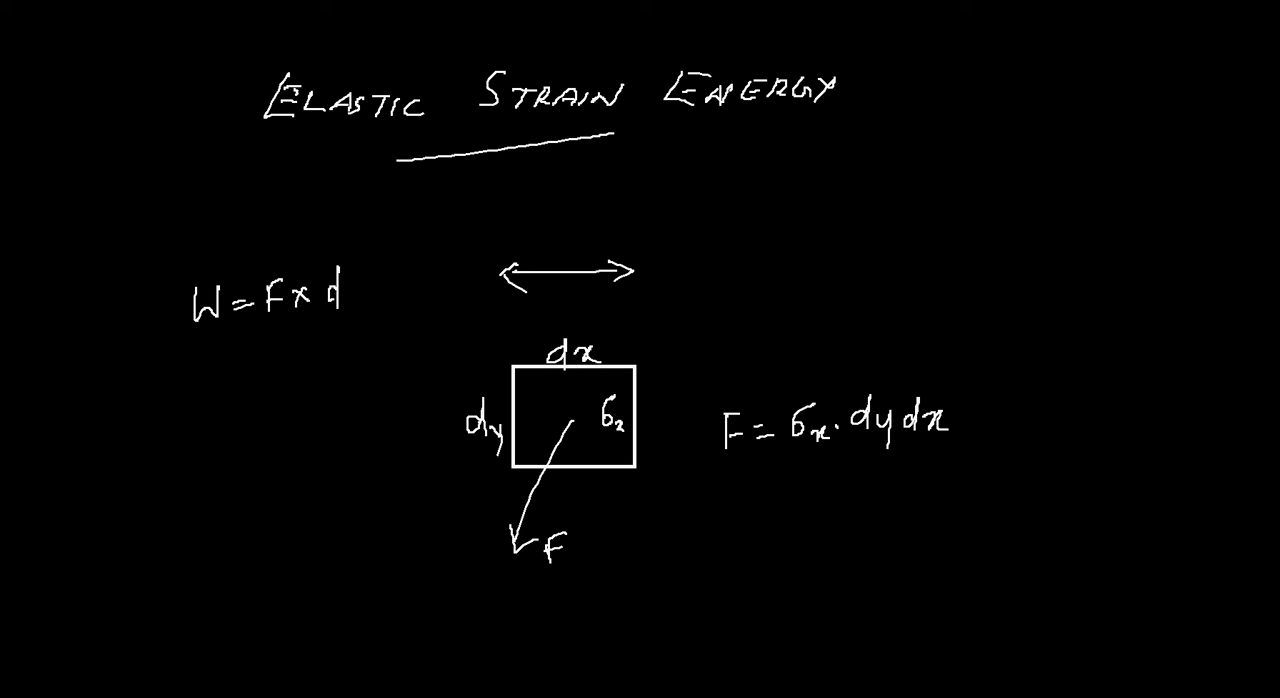 ELASTIC STRAIN ENERGY
W = F x d
dx
dy
σx
F = σx . dy dx
F